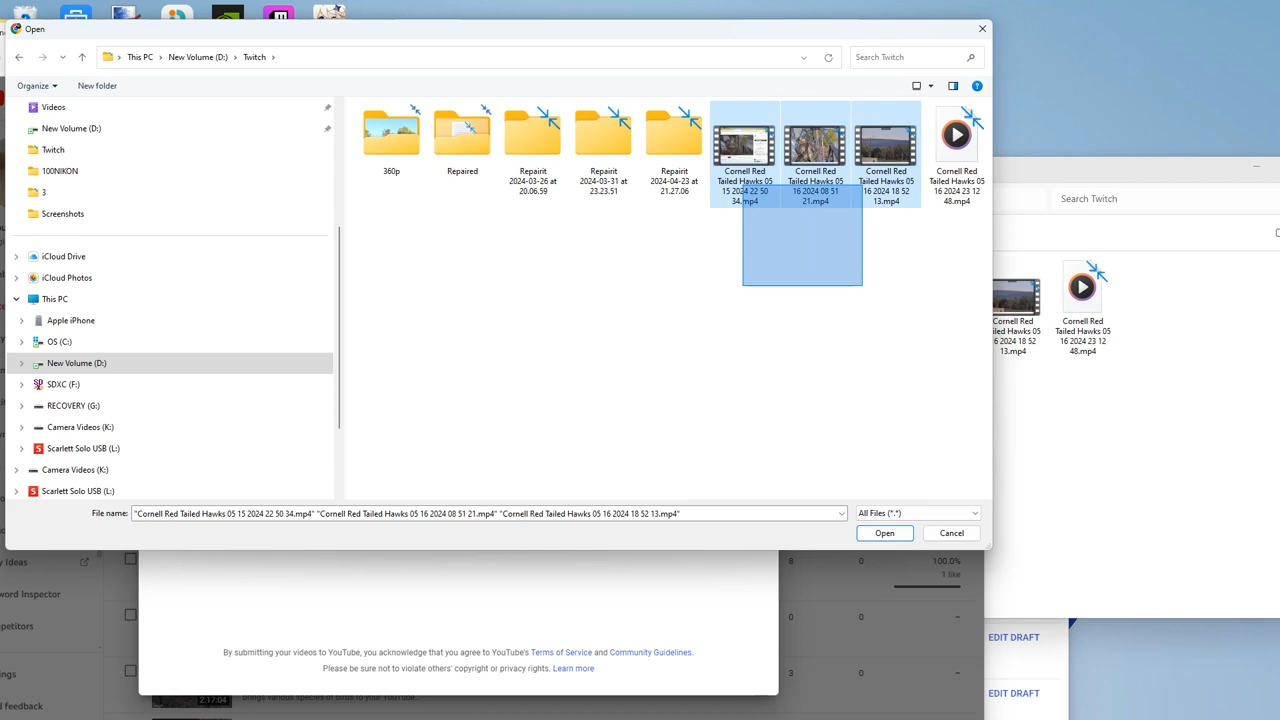 Open
This PC > New Volume (D:) > Twitch >
Search Twitch
Organize
New folder
Videos
New Volume (D:)
Twitch
100NIKON
3
Screenshots
iCloud Drive
iCloud Photos
This PC
Apple iPhone
OS (C:)
New Volume (D:)
SDXC (F:)
RECOVERY (G:)
Camera Videos (K:)
Scarlett Solo USB (L:)
Camera Videos (K:)
Scarlett Solo USB (L:)
360p
Repaired
Repairit
2024-03-26 at
20.06.59
Repairit
2024-03-31 at
23.23.51
Repairit
2024-04-23 at
21.27.06
Cornell Red
Tailed Hawks 05
15 2024 22 50
34.mp4
Cornell Red
Tailed Hawks 05
16 2024 08 51
21.mp4
Cornell Red
Tailed Hawks 05
16 2024 18 52
13.mp4
Cornell Red
Tailed Hawks 05
16 2024 23 12
48.mp4
File name:
"Cornell Red Tailed Hawks 05 15 2024 22 50 34.mp4" "Cornell Red Tailed Hawks 05 16 2024 08 51 21.mp4" "Cornell Red Tailed Hawks 05 16 2024 18 52 13.mp4"
All Files (*.*)
Open
Cancel
Search Twitch
Cornell Red
Tailed Hawks 05
6 2024 18 52
13.mp4
Cornell Red
Tailed Hawks 05
16 2024 23 12
48.mp4
y Ideas
word Inspector
petitors
ngs
d feedback
8
0
100.0%
1 like
0
0
–
3
0
–
By submitting your videos to YouTube, you acknowledge that you agree to YouTube's Terms of Service and Community Guidelines.
Please be sure not to violate others' copyright or privacy rights. Learn more
2:17:04
brings various species of birds to your YouTube...
EDIT DRAFT
EDIT DRAFT